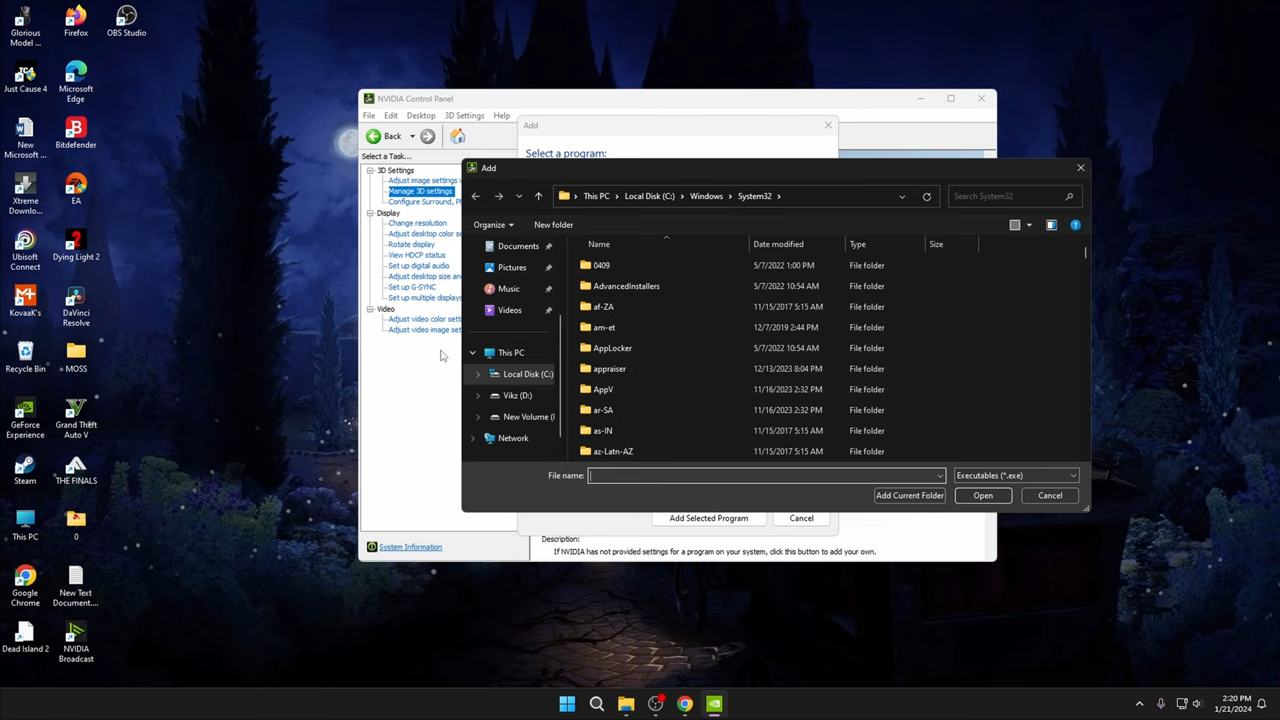 Glorious
Model ...
Firefox
OBS Studio
Just Cause 4
Microsoft
Edge
New
Microsoft ...
Bitdefender
Xtreme
Downlo...
EA
Ubisoft
Connect
Dying Light 2
KovaaK's
DaVinci
Resolve
Recycle Bin
MOSS
GeForce
Experience
Grand Theft
Auto V
Steam
THE FINALS
This PC
0
Google
Chrome
New Text
Document....
Dead Island 2
NVIDIA
Broadcast
NVIDIA Control Panel
File Edit Desktop 3D Settings Help
Back
Select a Task...
3D Settings
Adjust image settings
Manage 3D settings
Configure Surround, P
Display
Change resolution
Adjust desktop color se
Rotate display
View HDCP status
Set up digital audio
Adjust desktop size an
Set up G-SYNC
Set up multiple displays
Video
Adjust video color sett
Adjust video image set
System Information
Add
Select a program:
Add
This PC > Local Disk (C:) > Windows > System32 >
Search System32
Organize New folder
Documents
Pictures
Music
Videos
This PC
Local Disk (C:)
Vikz (D:)
New Volume (
Network
Name Date modified Type Size
0409 5/7/2022 1:00 PM File folder
AdvancedInstallers 5/7/2022 10:54 AM File folder
af-ZA 11/15/2017 5:15 AM File folder
am-et 12/7/2019 2:44 PM File folder
AppLocker 5/7/2022 10:54 AM File folder
appraiser 12/13/2023 8:04 PM File folder
AppV 11/16/2023 2:32 PM File folder
ar-SA 11/16/2023 2:32 PM File folder
as-IN 11/15/2017 5:15 AM File folder
az-Latn-AZ 11/15/2017 5:15 AM File folder
File name: Executables (*.exe)
Add Current Folder Open Cancel
Add Selected Program Cancel
Description:
If NVIDIA has not provided settings for a program on your system, click this button to add your own.
2:20 PM
1/21/2024